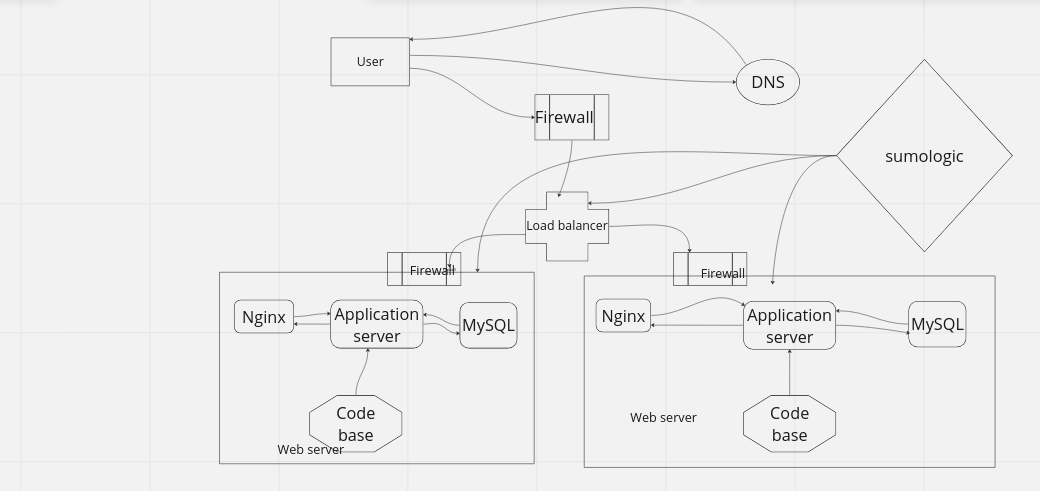 User
DNS
Firewall
sumologic
Load balancer
Firewall
Firewall
Nginx
Application
server
MySQL
Nginx
Application
server
MySQL
Code
base
Web server
Web server
Code
base